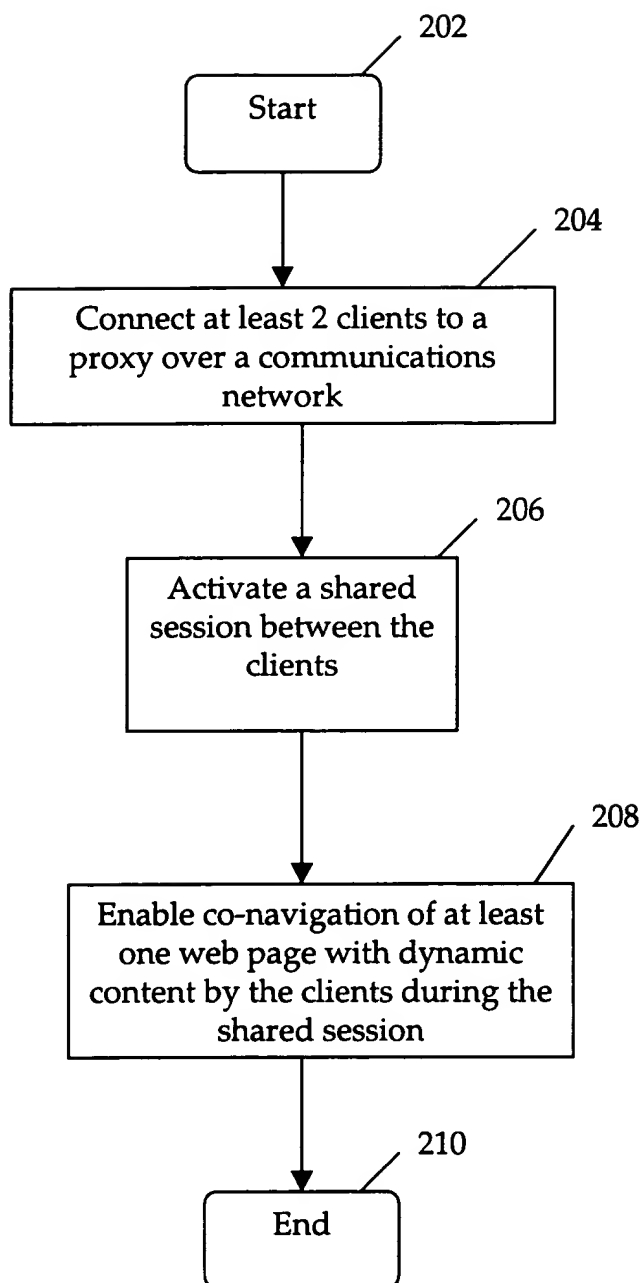 202
Start
204
Connect at least 2 clients to a
proxy over a communications
network
206
Activate a shared
session between the
clients
208
Enable co-navigation of at least
one web page with dynamic
content by the clients during the
shared session
210
End